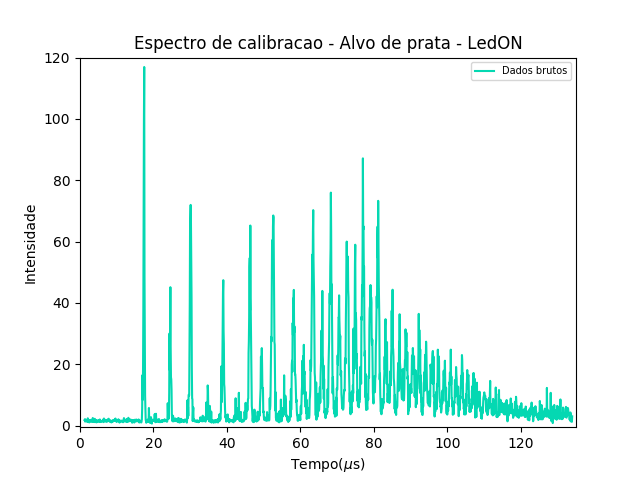 Espectro de calibracao - Alvo de prata - LedON
Dados brutos
120
100
80
60
40
20
0
Intensidade
0 20 40 60 80 100 120
Tempo(μs)